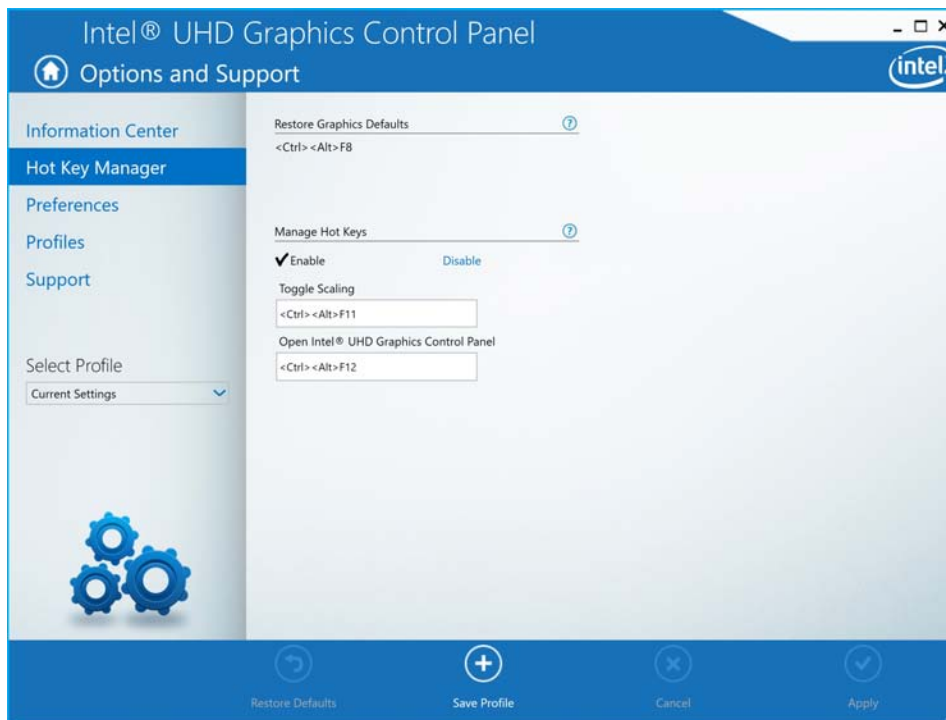 Intel® UHD Graphics Control Panel
Options and Support
intel
Information Center
Hot Key Manager
Preferences
Profiles
Support
Select Profile
Current Settings
Restore Graphics Defaults
?
<Ctrl><Alt>F8
Manage Hot Keys
?
Enable Disable
Toggle Scaling
<Ctrl><Alt>F11
Open Intel® UHD Graphics Control Panel
<Ctrl><Alt>F12
Restore Defaults Save Profile Cancel Apply